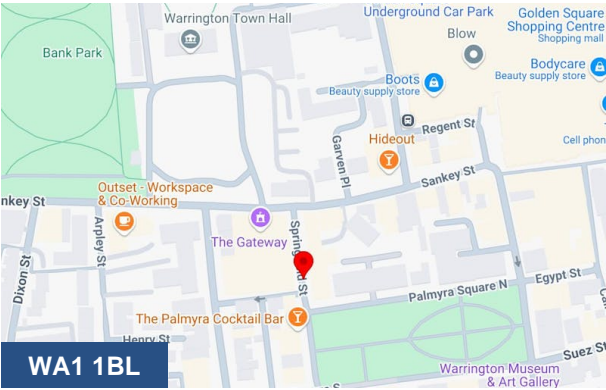 Warrington Town Hall
Underground Car Park
Golden Square
Shopping Centre
Shopping mall
Bank Park
Blow
Bodycare
Beauty supply store
Boots
Beauty supply store
Regent St
Hideout
Cell phon
Garven Pl
Sankey St
Outset - Workspace
& Co-Working
nkey St
The Gateway
Arpley St
Dixon St
Egypt St
Palmyra Square N
The Palmyra Cocktail Bar
Henry St
Suez St
Warrington Museum
& Art Gallery
WA1 1BL